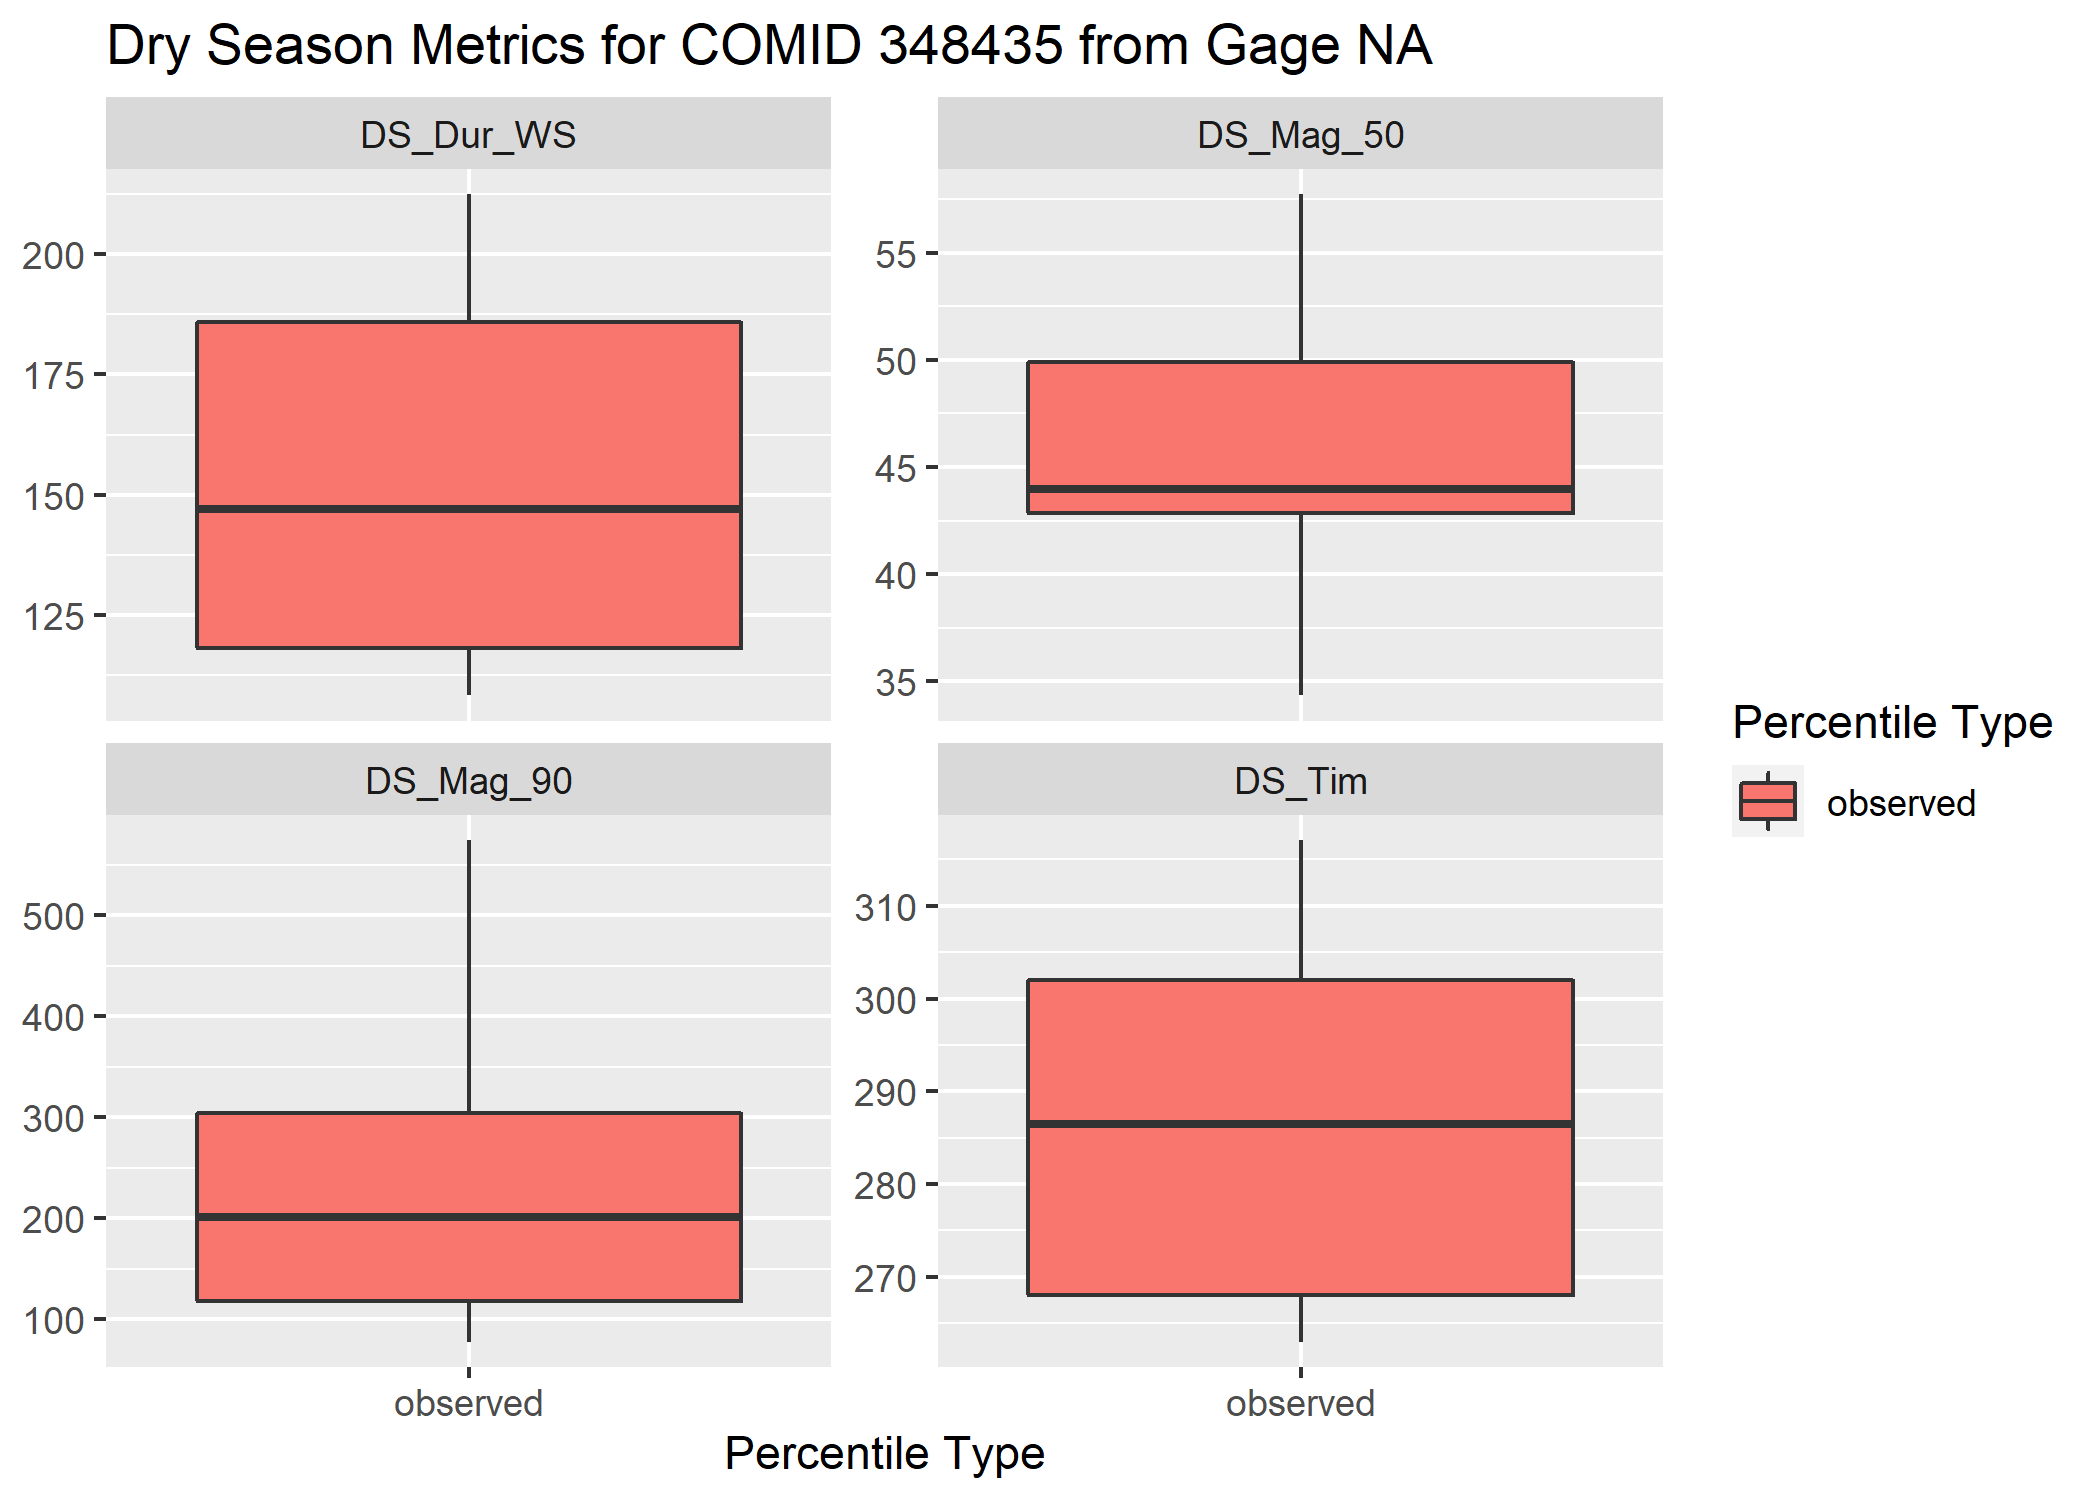 Dry Season Metrics for COMID 348435 from Gage NA
DS_Dur_WS
200
175
150
125
DS_Mag_50
55
50
45
40
35
DS_Mag_90
500
400
300
200
100
observed
DS_Tim
310
300
290
280
270
observed
Percentile Type
Percentile Type
observed